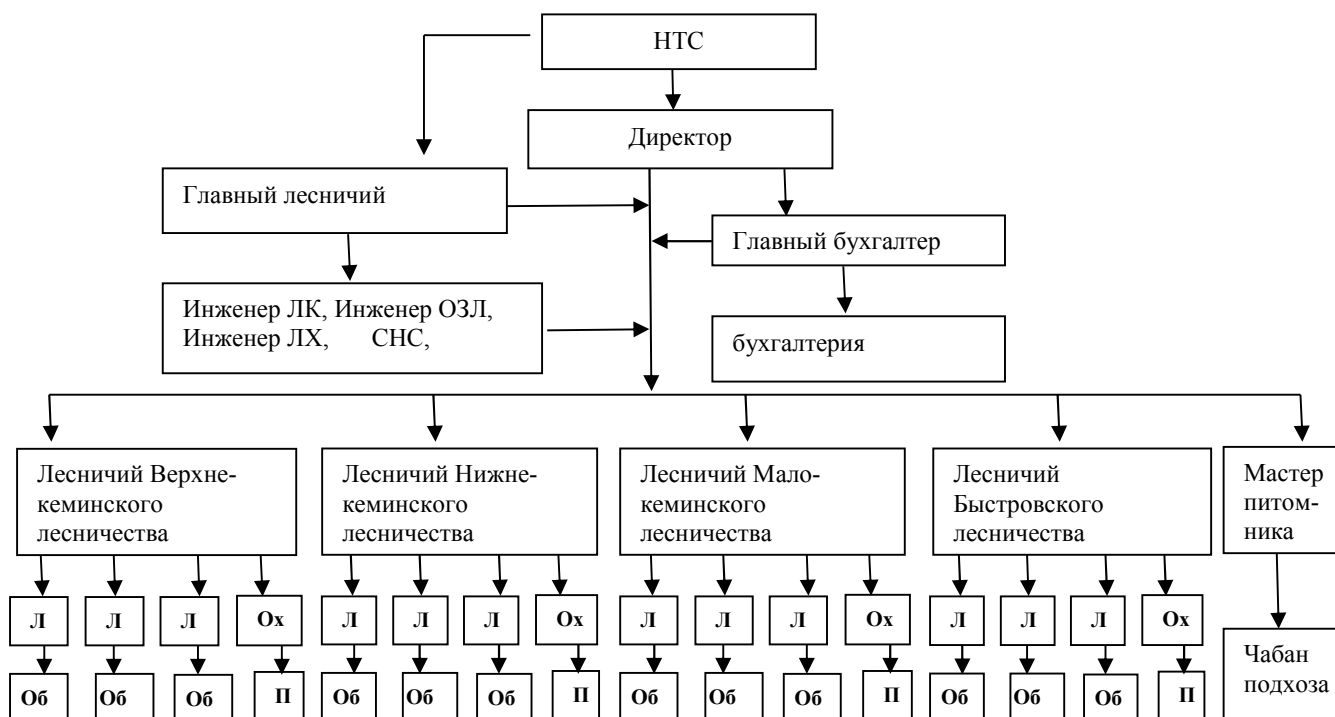 НТС
Директор
Главный лесничий
Главный бухгалтер
Инженер ЛК, Инженер ОЗЛ,
Инженер ЛХ, СНС,
бухгалтерия
Лесничий Верхне-
кеминского
лесничества
Лесничий Нижне-
кеминского
лесничества
Лесничий Мало-
кеминского
лесничества
Лесничий
Быстровского
лесничества
Мастер
питом-
ника
Л Л Л Ох Л Л Л Ох Л Л Л Ох Л Л Л Ох
Об Об Об П Об Об Об П Об Об Об П Об Об Об П
Чабан
подхоза